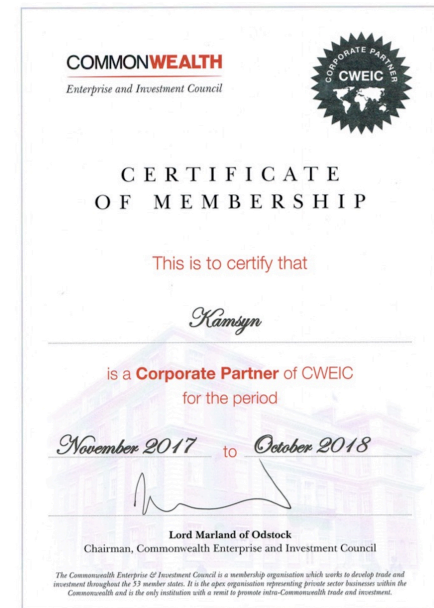 COMMONWEALTH
Enterprise and Investment Council
CORPORATE PARTNER
CWEIC
CERTIFICATE
OF MEMBERSHIP
This is to certify that
Kamsyn
is a Corporate Partner of CWEIC
for the period
November 2017 to October 2018
Lord Marland of Odstock
Chairman, Commonwealth Enterprise and Investment Council
The Commonwealth Enterprise & Investment Council is a membership organisation which works to develop trade and
investment throughout the 53 member states. It is the apex organisation representing private sector businesses within the
Commonwealth and is the only institution with a remit to promote intra-Commonwealth trade and investment.